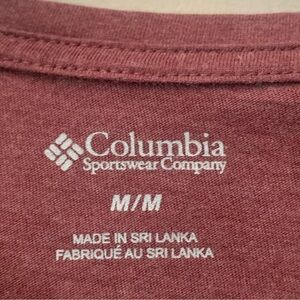 Columbia
Sportswear Company
M/M
MADE IN SRI LANKA
FABRIQUÉ AU SRI LANKA